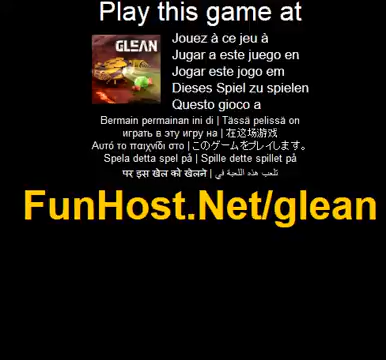 Play this game at
GLEAN
Jouez à ce jeu à
Jugar a este juego en
Jogar este jogo em
Dieses Spiel zu spielen
Questo gioco a
Bermain permainan ini di | Tässä pelissä on
играть в эту игру на | 在这场游戏
Αυτό το παιχνίδι στο | このゲームをプレイします。
Spela detta spel på | Spille dette spillet på
पर इस खेल को खेलने | تلعب هذه اللعبة في
FunHost.Net/glean